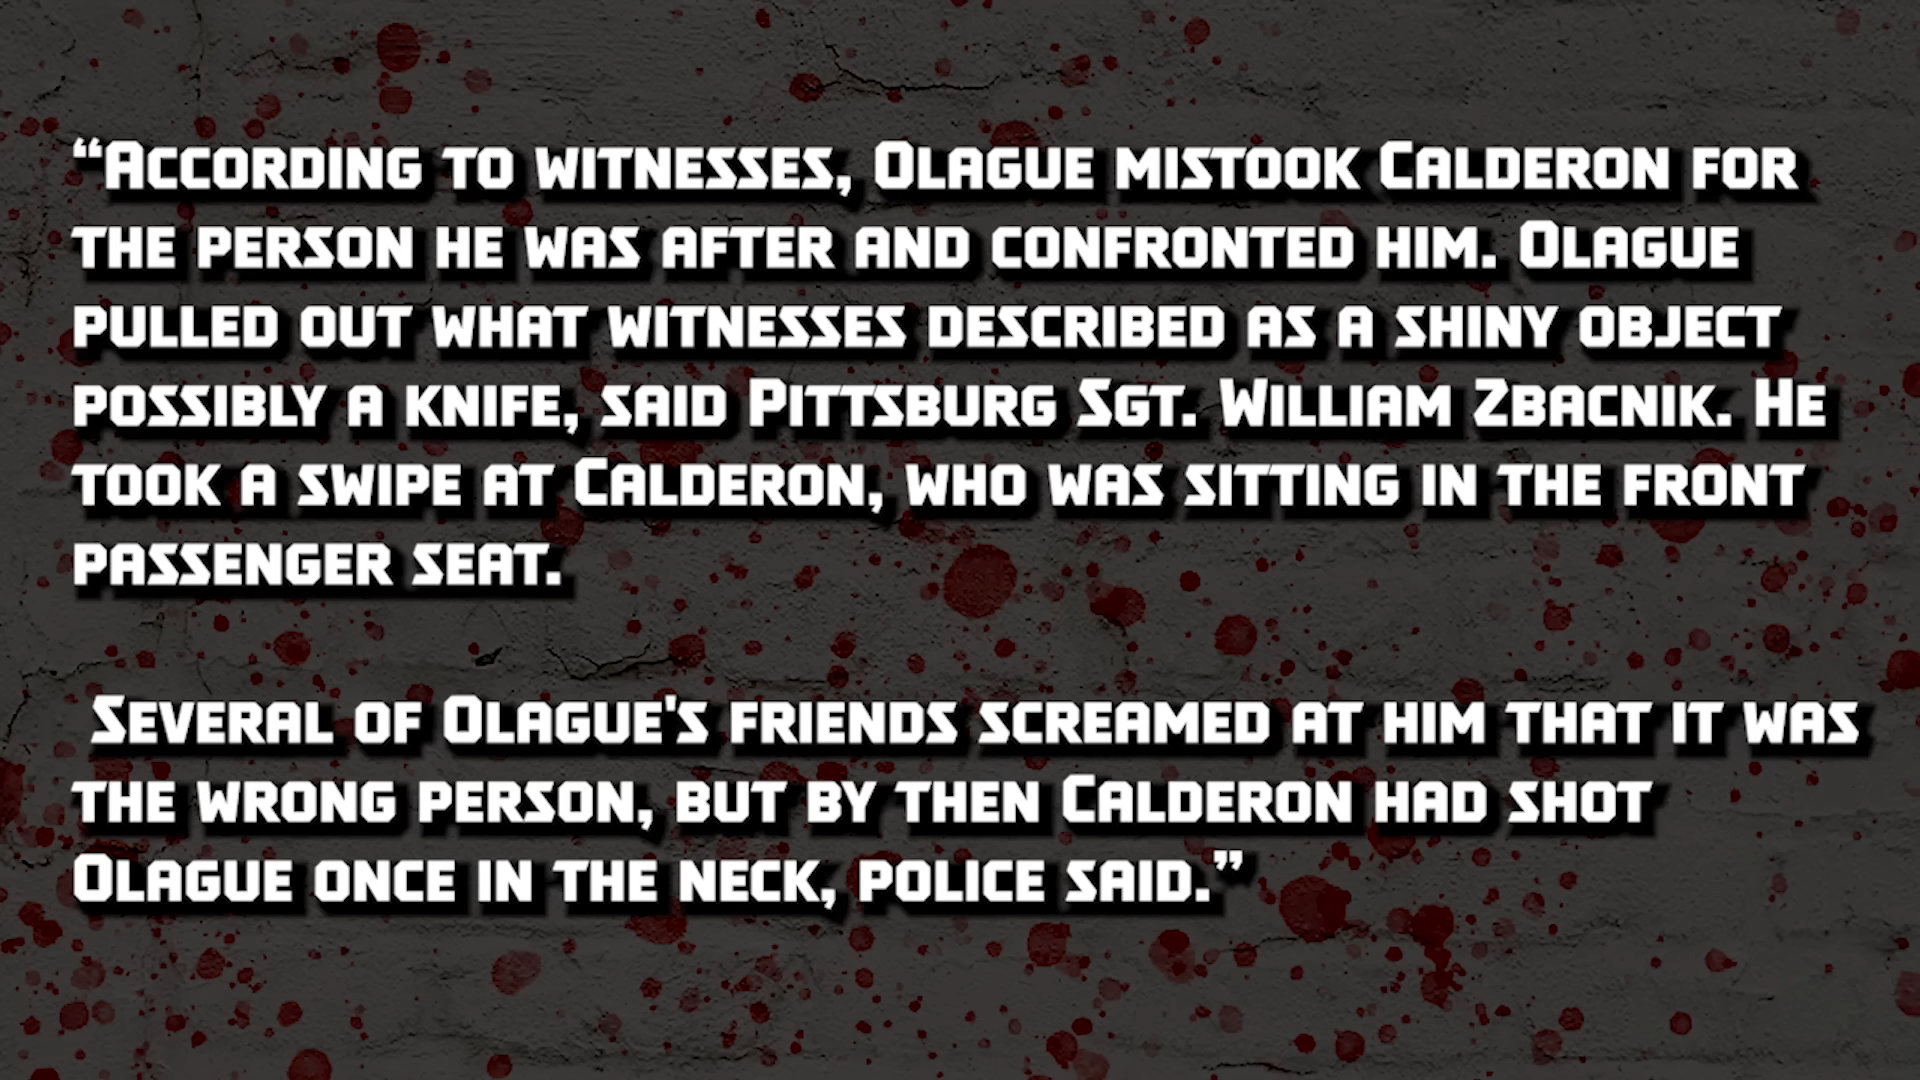 “According to witnesses, Olague mistook Calderon for
the person he was after and confronted him. Olague
pulled out what witnesses described as a shiny object
possibly a knife, said Pittsburg Sgt. William Zbacnik. He
took a swipe at Calderon, who was sitting in the front
passenger seat.
Several of Olague's friends screamed at him that it was
the wrong person, but by then Calderon had shot
Olague once in the neck, police said.”